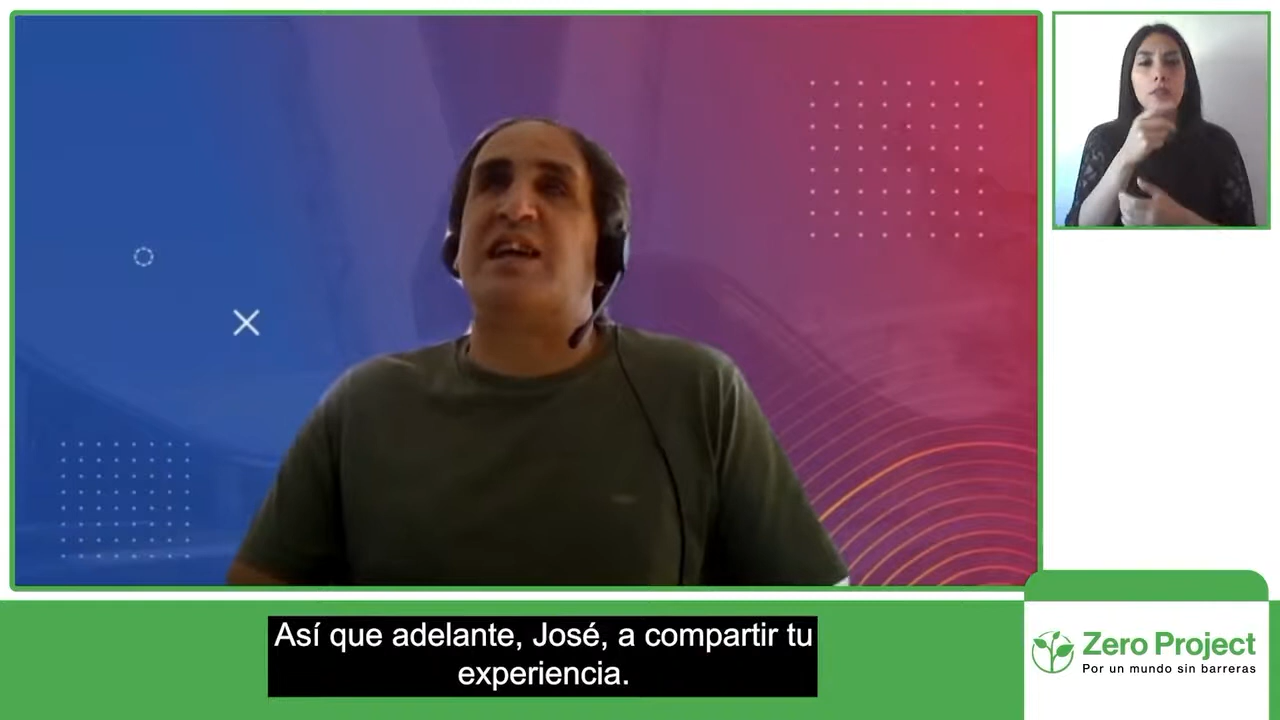 Así que adelante, José, a compartir tu
experiencia.
Zero Project
Por un mundo sin barreras